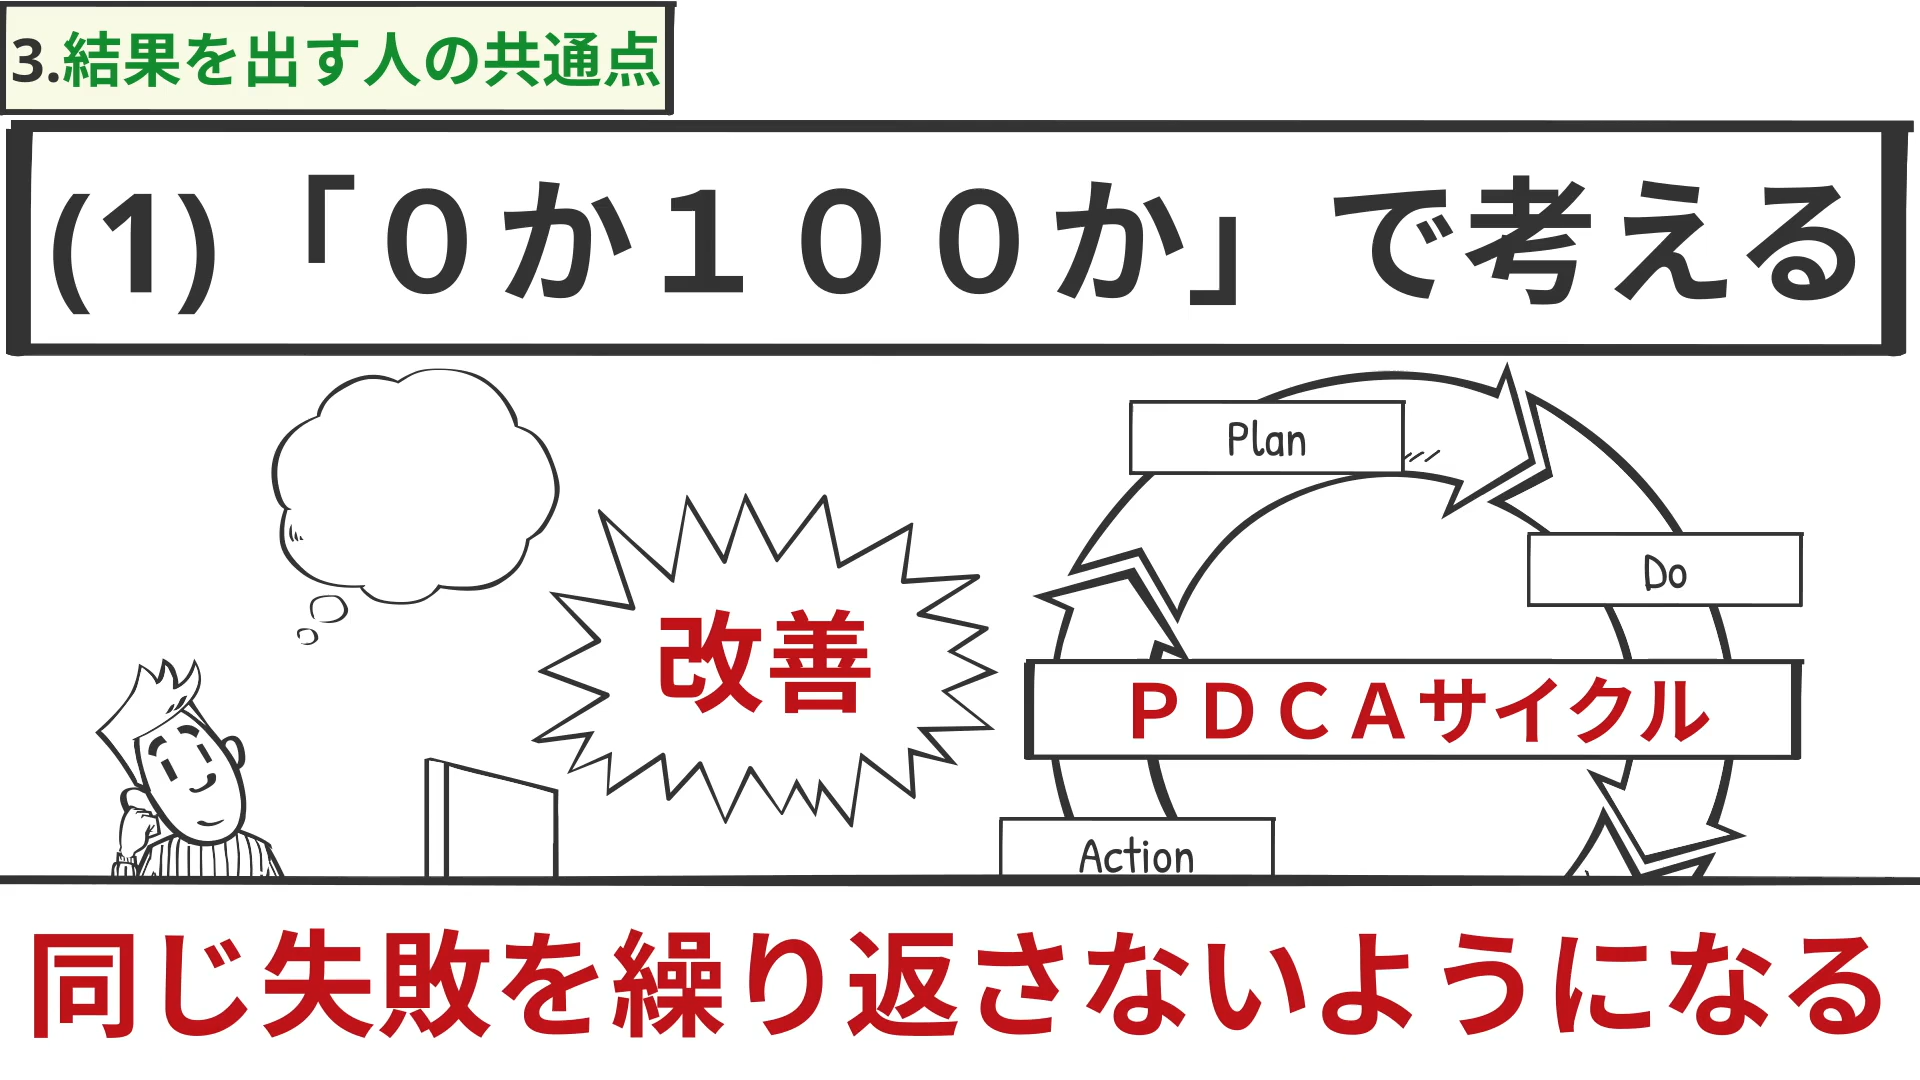 3.結果を出す人の共通点
(1)「０か１００か」で考える
Plan
Do
改善
ＰＤＣＡサイクル
Action
同じ失敗を繰り返さないようになる